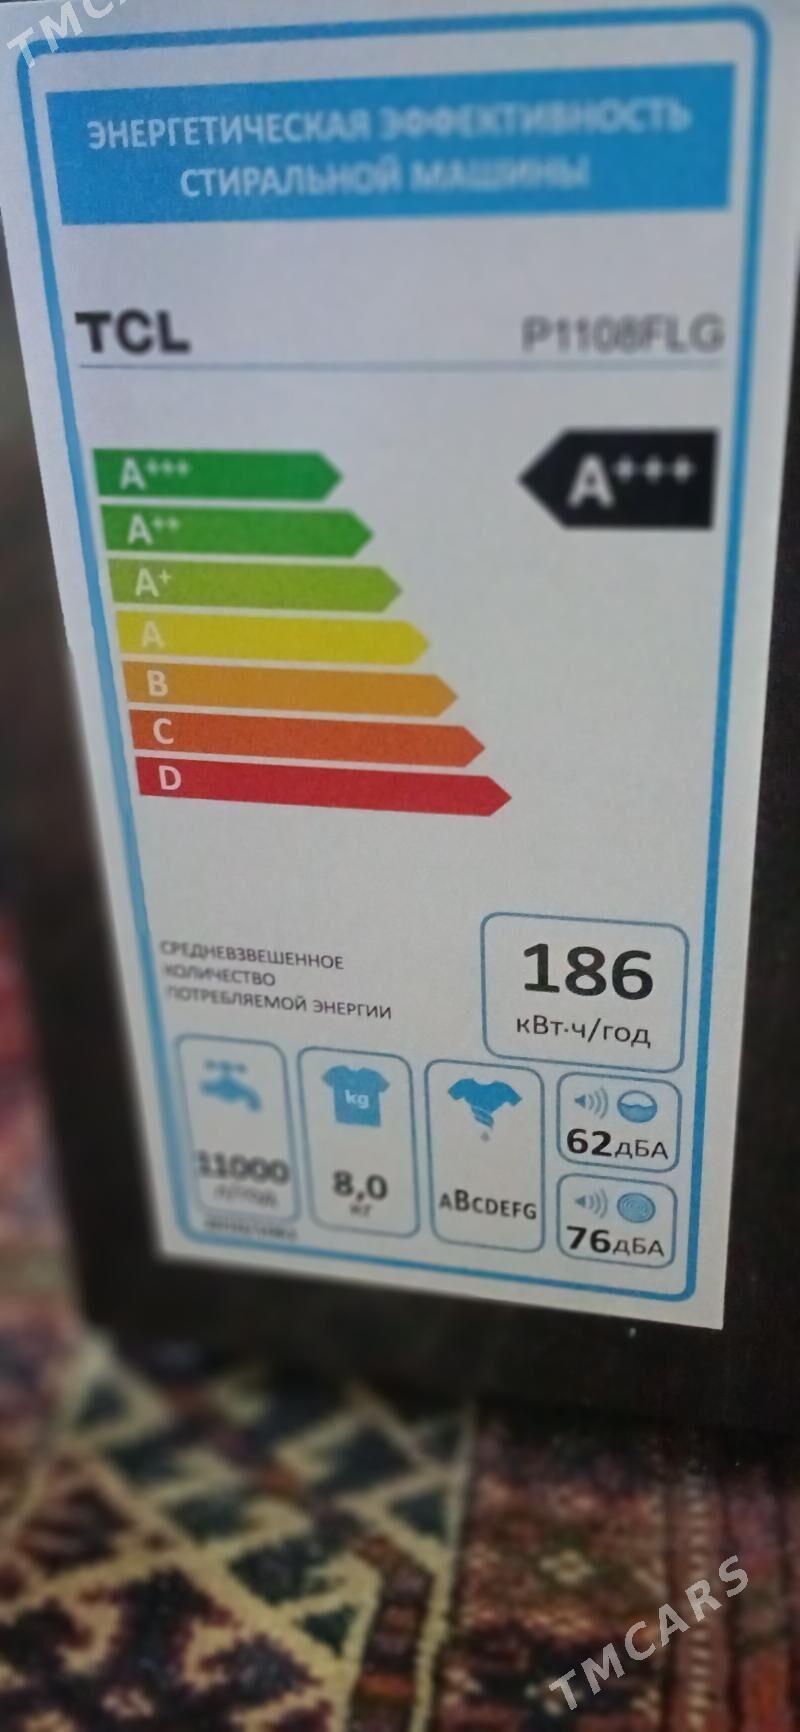 TMCARS
ЭНЕРГЕТИЧЕСКАЯ ЭФФЕКТИВНОСТЬ
СТИРАЛЬНОЙ МАШИНЫ
TCL P1108FLG
A+++ A+++
A++
A+
A
B
C
D
СРЕДНЕВЗВЕШЕННОЕ
КОЛИЧЕСТВО
ПОТРЕБЛЯЕМОЙ ЭНЕРГИИ
186
кВт·ч/год
kg
11000
8,0
кг
ABCDEFG
62дБА
76дБА
TMCARS